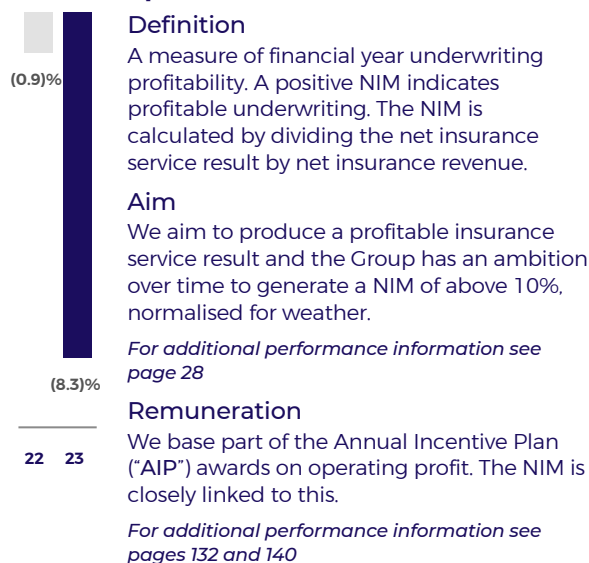 Definition
A measure of financial year underwriting
profitability. A positive NIM indicates
profitable underwriting. The NIM is
calculated by dividing the net insurance
service result by net insurance revenue.
Aim
We aim to produce a profitable insurance
service result and the Group has an ambition
over time to generate a NIM of above 10%,
normalised for weather.
For additional performance information see
page 28
Remuneration
We base part of the Annual Incentive Plan
(“AIP”) awards on operating profit. The NIM is
closely linked to this.
For additional performance information see
pages 132 and 140
(0.9)%
(8.3)%
22 23